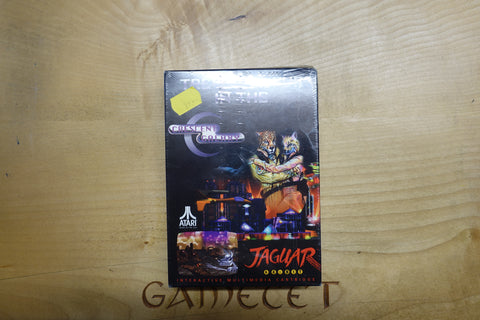 CRESCENT
GALAXY
ATARI
JAGUAR
64-BIT
INTERACTIVE MULTIMEDIA CARTRIDGE
GAMECET